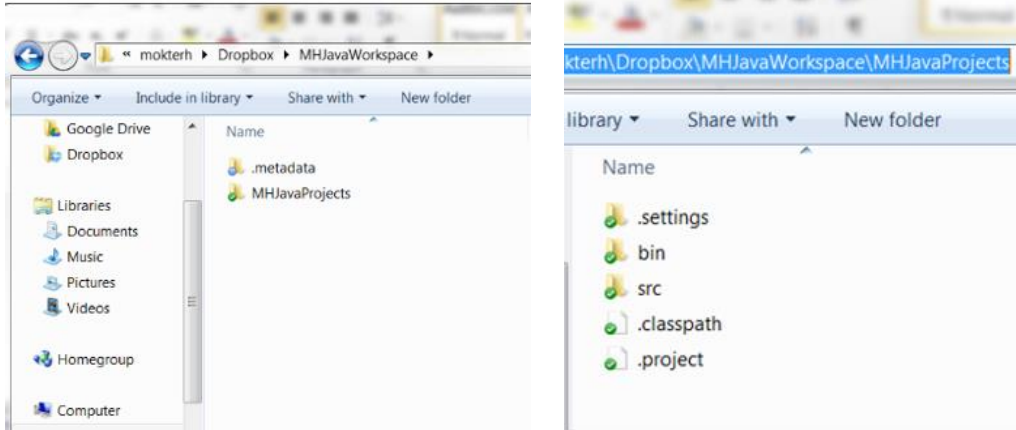 « mokterh ▸ Dropbox ▸ MHJavaWorkspace ▸
Organize ▾ Include in library ▾ Share with ▾ New folder
Google Drive
Dropbox
Libraries
Documents
Music
Pictures
Videos
Homegroup
Computer
Name
.metadata
MHJavaProjects
kterh\Dropbox\MHJavaWorkspace\MHJavaProjects
library ▾ Share with ▾ New folder
Name
.settings
bin
src
.classpath
.project